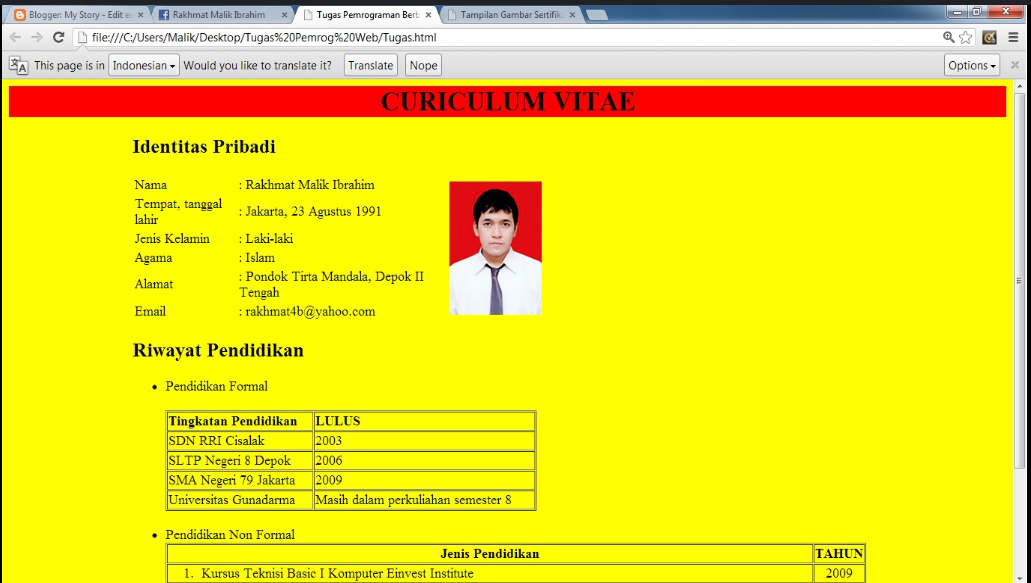 Blogger: My Story - Edit e
Rakhmat Malik Ibrahim
Tugas Pemrograman Berb
Tampilan Gambar Sertifik
file:///C:/Users/Malik/Desktop/Tugas%20Pemrog%20Web/Tugas.html
This page is in Indonesian Would you like to translate it? Translate Nope Options
CURICULUM VITAE
Identitas Pribadi
Nama : Rakhmat Malik Ibrahim
Tempat, tanggal lahir : Jakarta, 23 Agustus 1991
Jenis Kelamin : Laki-laki
Agama : Islam
Alamat : Pondok Tirta Mandala, Depok II Tengah
Email : rakhmat4b@yahoo.com
Riwayat Pendidikan
• Pendidikan Formal
Tingkatan Pendidikan LULUS
SDN RRI Cisalak 2003
SLTP Negeri 8 Depok 2006
SMA Negeri 79 Jakarta 2009
Universitas Gunadarma Masih dalam perkuliahan semester 8
• Pendidikan Non Formal
Jenis Pendidikan TAHUN
1. Kursus Teknisi Basic I Komputer Einvest Institute 2009